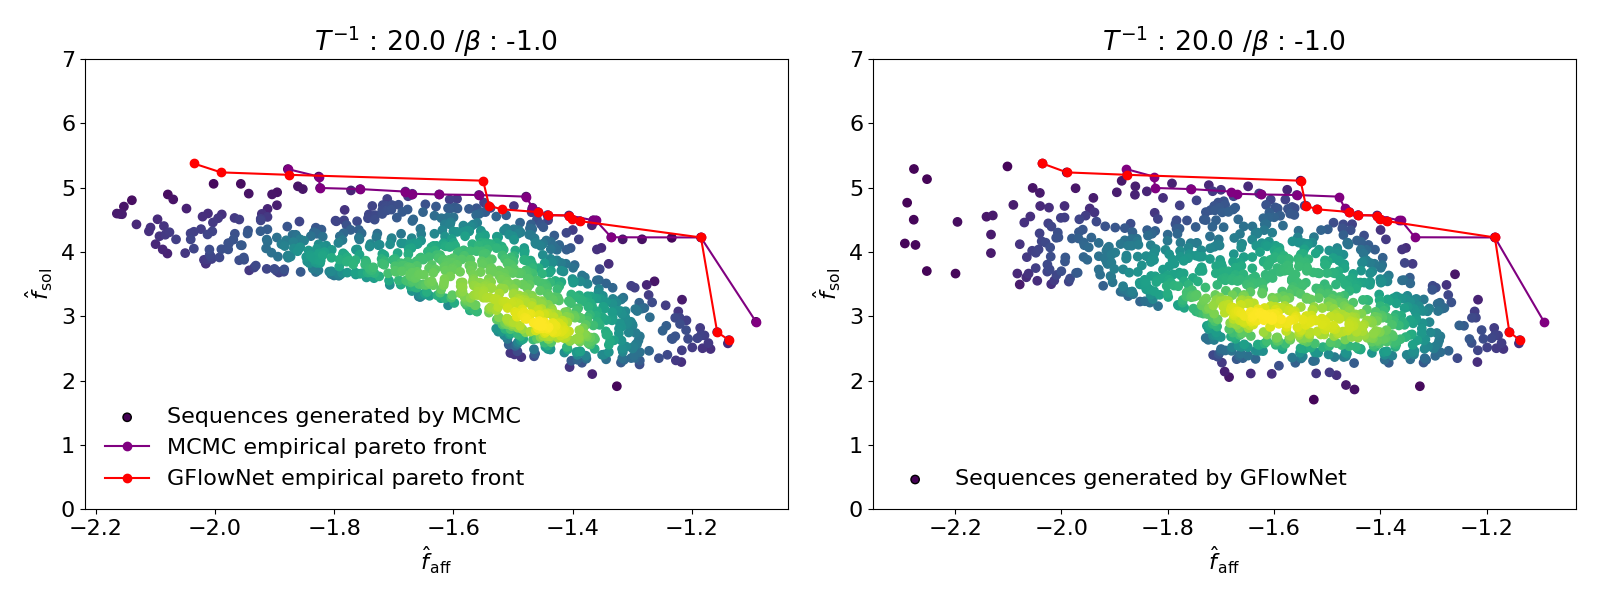 T⁻¹ : 20.0 /β : -1.0
7
6
5
4
3
2
1
0
f̂sol
Sequences generated by MCMC
MCMC empirical pareto front
GFlowNet empirical pareto front
−2.2 −2.0 −1.8 −1.6 −1.4 −1.2
f̂aff
T⁻¹ : 20.0 /β : -1.0
7
6
5
4
3
2
1
0
f̂sol
Sequences generated by GFlowNet
−2.2 −2.0 −1.8 −1.6 −1.4 −1.2
f̂aff